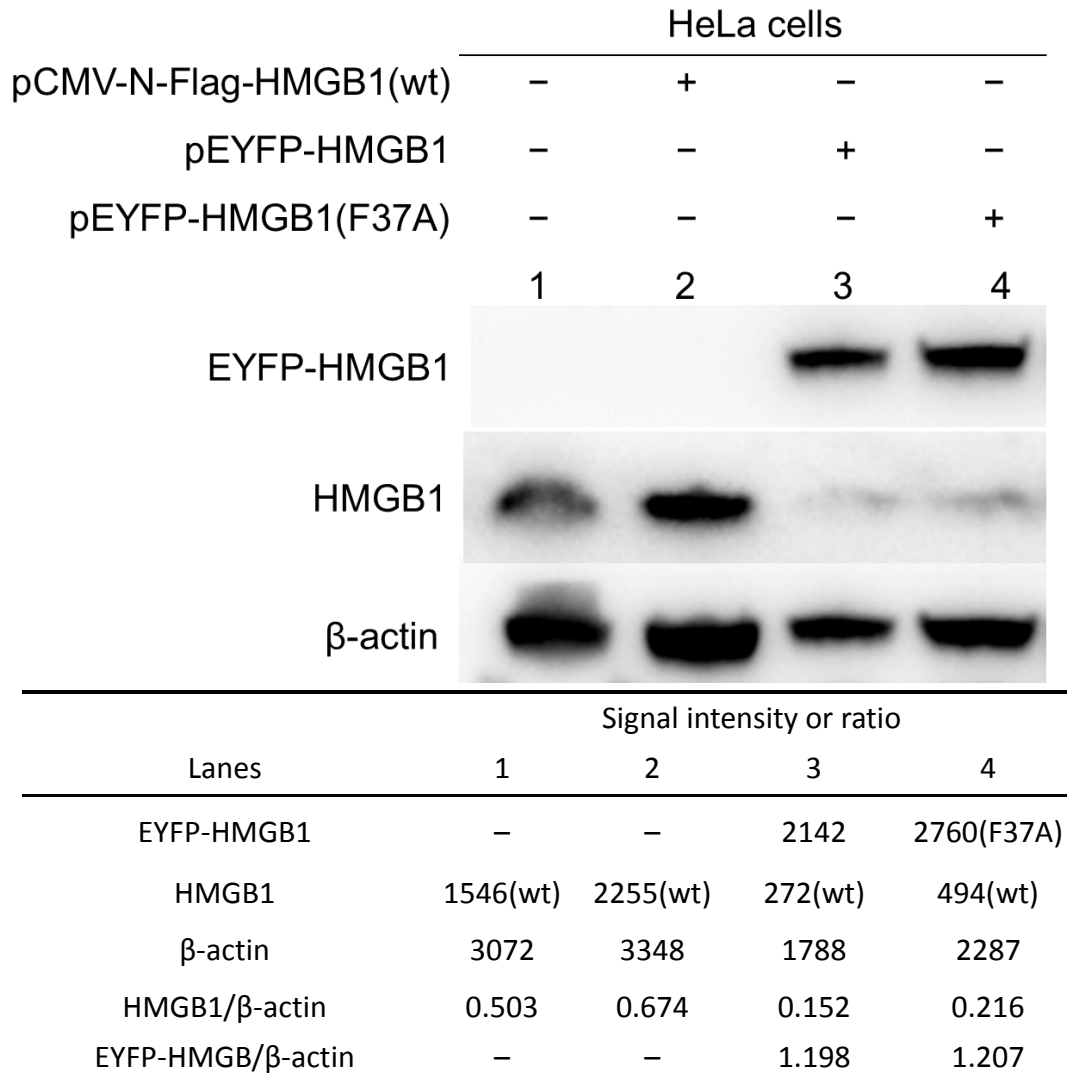 HeLa cells
pCMV-N-Flag-HMGB1(wt) – + – –
pEYFP-HMGB1 – – + –
pEYFP-HMGB1(F37A) – – – +
1 2 3 4
EYFP-HMGB1
HMGB1
β-actin
Signal intensity or ratio
Lanes 1 2 3 4
EYFP-HMGB1 – – 2142 2760(F37A)
HMGB1 1546(wt) 2255(wt) 272(wt) 494(wt)
β-actin 3072 3348 1788 2287
HMGB1/β-actin 0.503 0.674 0.152 0.216
EYFP-HMGB/β-actin – – 1.198 1.207